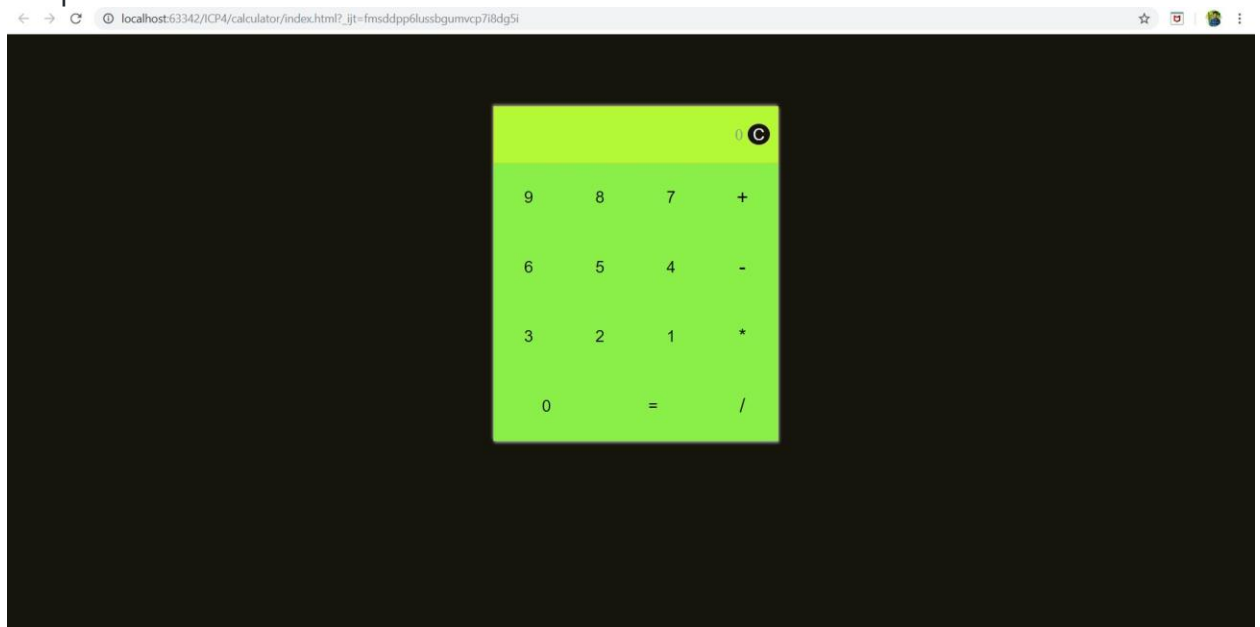 localhost:63342/ICP4/calculator/index.html?_ijt=fmsddpp6lussbgumvcp7i8dg5i
0 C
9 8 7 +
6 5 4 -
3 2 1 *
0 = /